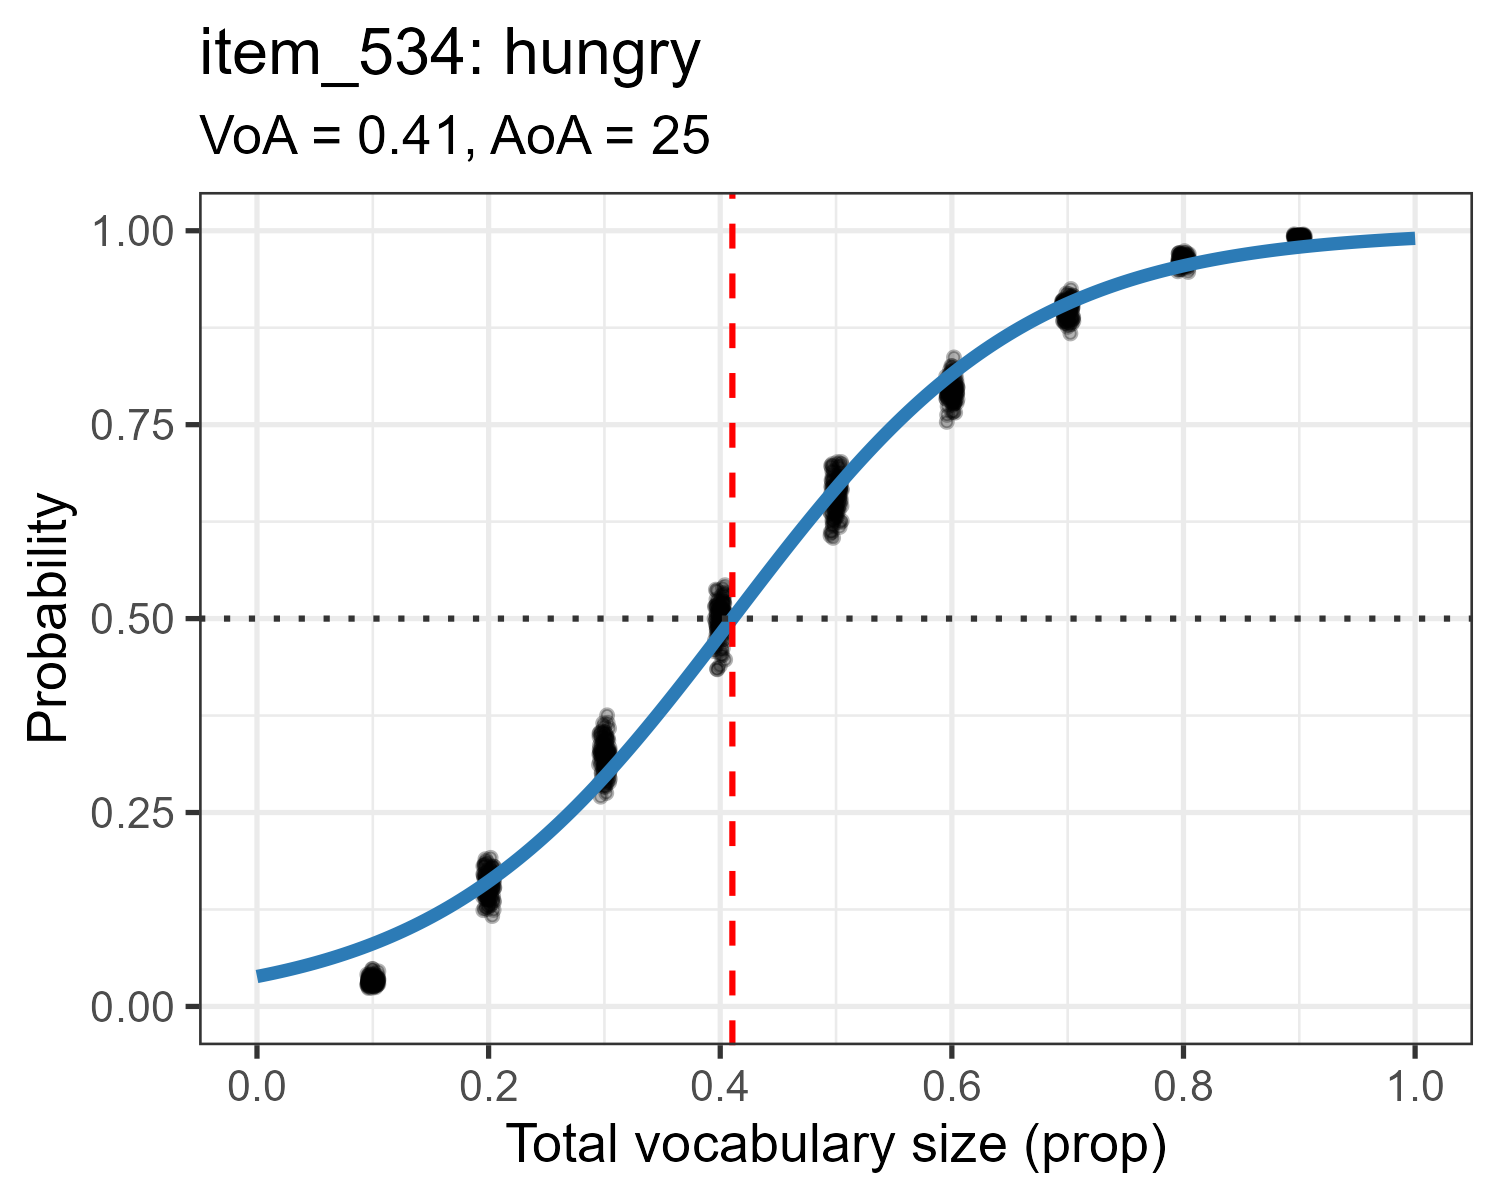 item_534: hungry
VoA = 0.41, AoA = 25
1.00
0.75
0.50
0.25
0.00
Probability
0.0 0.2 0.4 0.6 0.8 1.0
Total vocabulary size (prop)